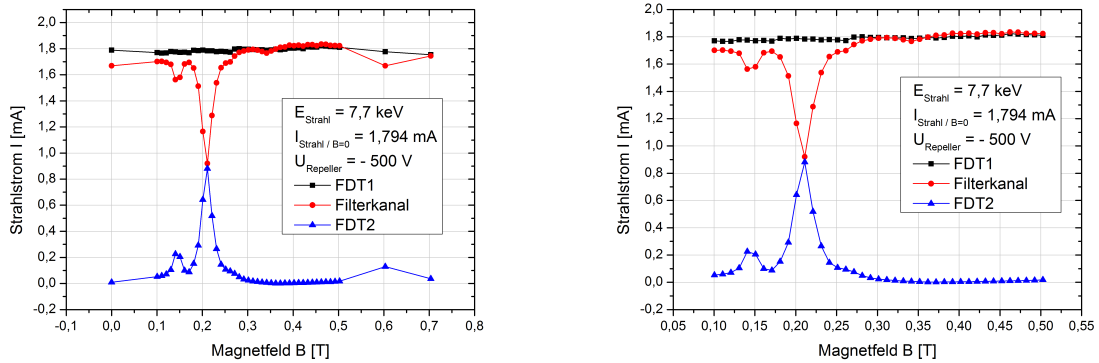 2,0
1,8
1,6
1,4
1,2
1,0
0,8
0,6
0,4
0,2
0,0
-0,2
Strahlstrom I [mA]
-0,1
0,0
0,1
0,2
0,3
0,4
0,5
0,6
0,7
0,8
Magnetfeld B [T]
E Strahl = 7,7 keV
I Strahl / B=0 = 1,794 mA
U Repeller = - 500 V
FDT1
Filterkanal
FDT2
2,0
1,8
1,6
1,4
1,2
1,0
0,8
0,6
0,4
0,2
0,0
-0,2
Strahlstrom I [mA]
0,05
0,10
0,15
0,20
0,25
0,30
0,35
0,40
0,45
0,50
0,55
Magnetfeld B [T]
E Strahl = 7,7 keV
I Strahl / B=0 = 1,794 mA
U Repeller = - 500 V
FDT1
Filterkanal
FDT2